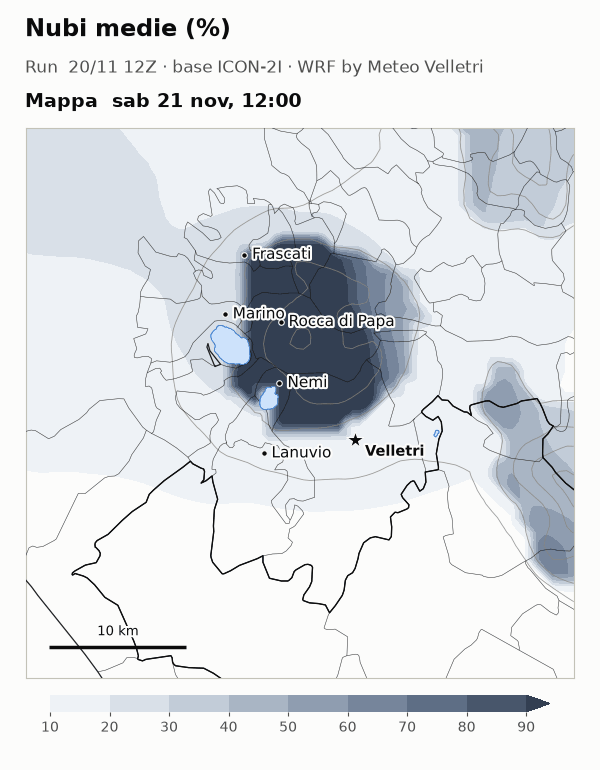 Nubi medie (%)
Run 20/11 12Z · base ICON-2I · WRF by Meteo Velletri
Mappa sab 21 nov, 12:00
Frascati
Marino
Rocca di Papa
Nemi
Velletri
Lanuvio
10 km
10 20 30 40 50 60 70 80 90